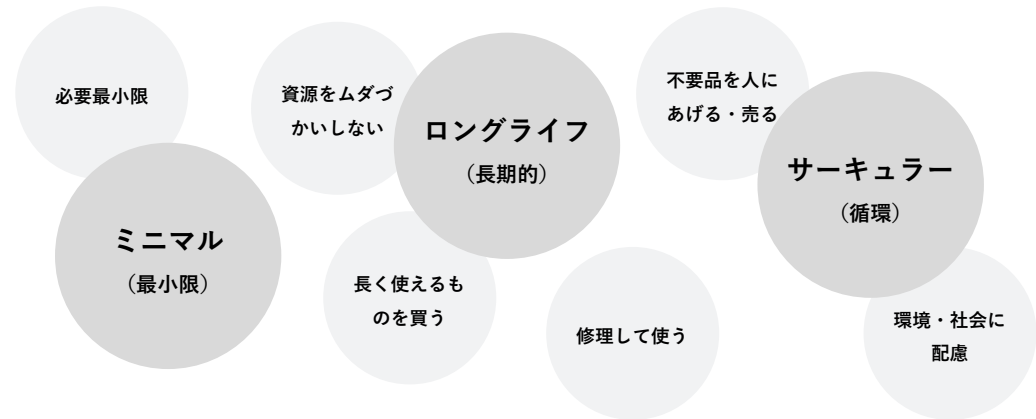 必要最小限
ミニマル
（最小限）
資源をムダづ
かいしない
ロングライフ
（長期的）
長く使えるも
のを買う
修理して使う
不要品を人に
あげる・売る
サーキュラー
（循環）
環境・社会に
配慮